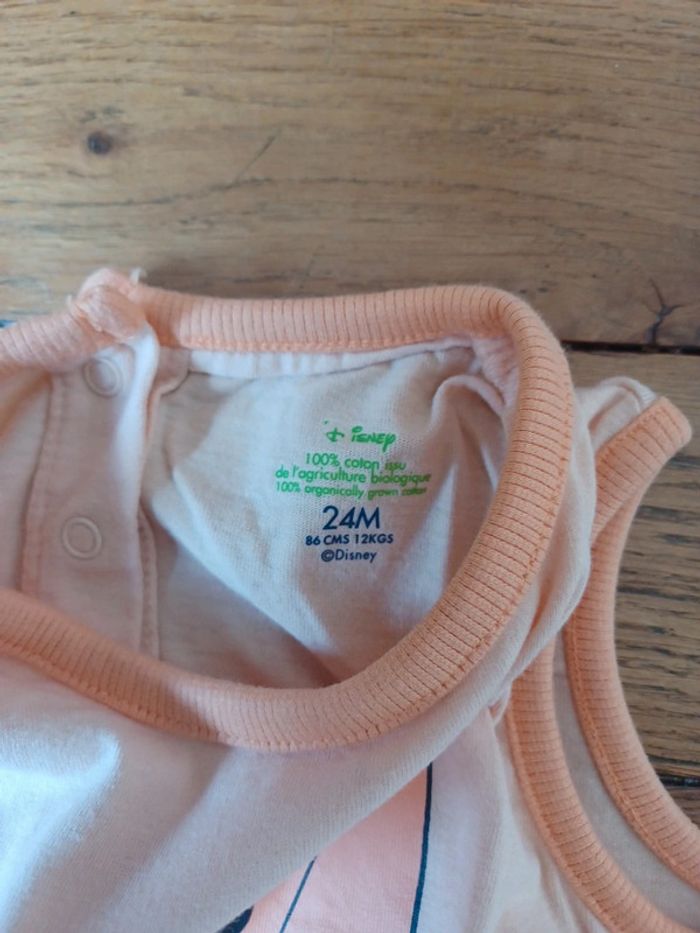 Disney
100% coton issu
de l'agriculture biologique
100% organically grown cotton
24M
86 CMS 12KGS
©Disney